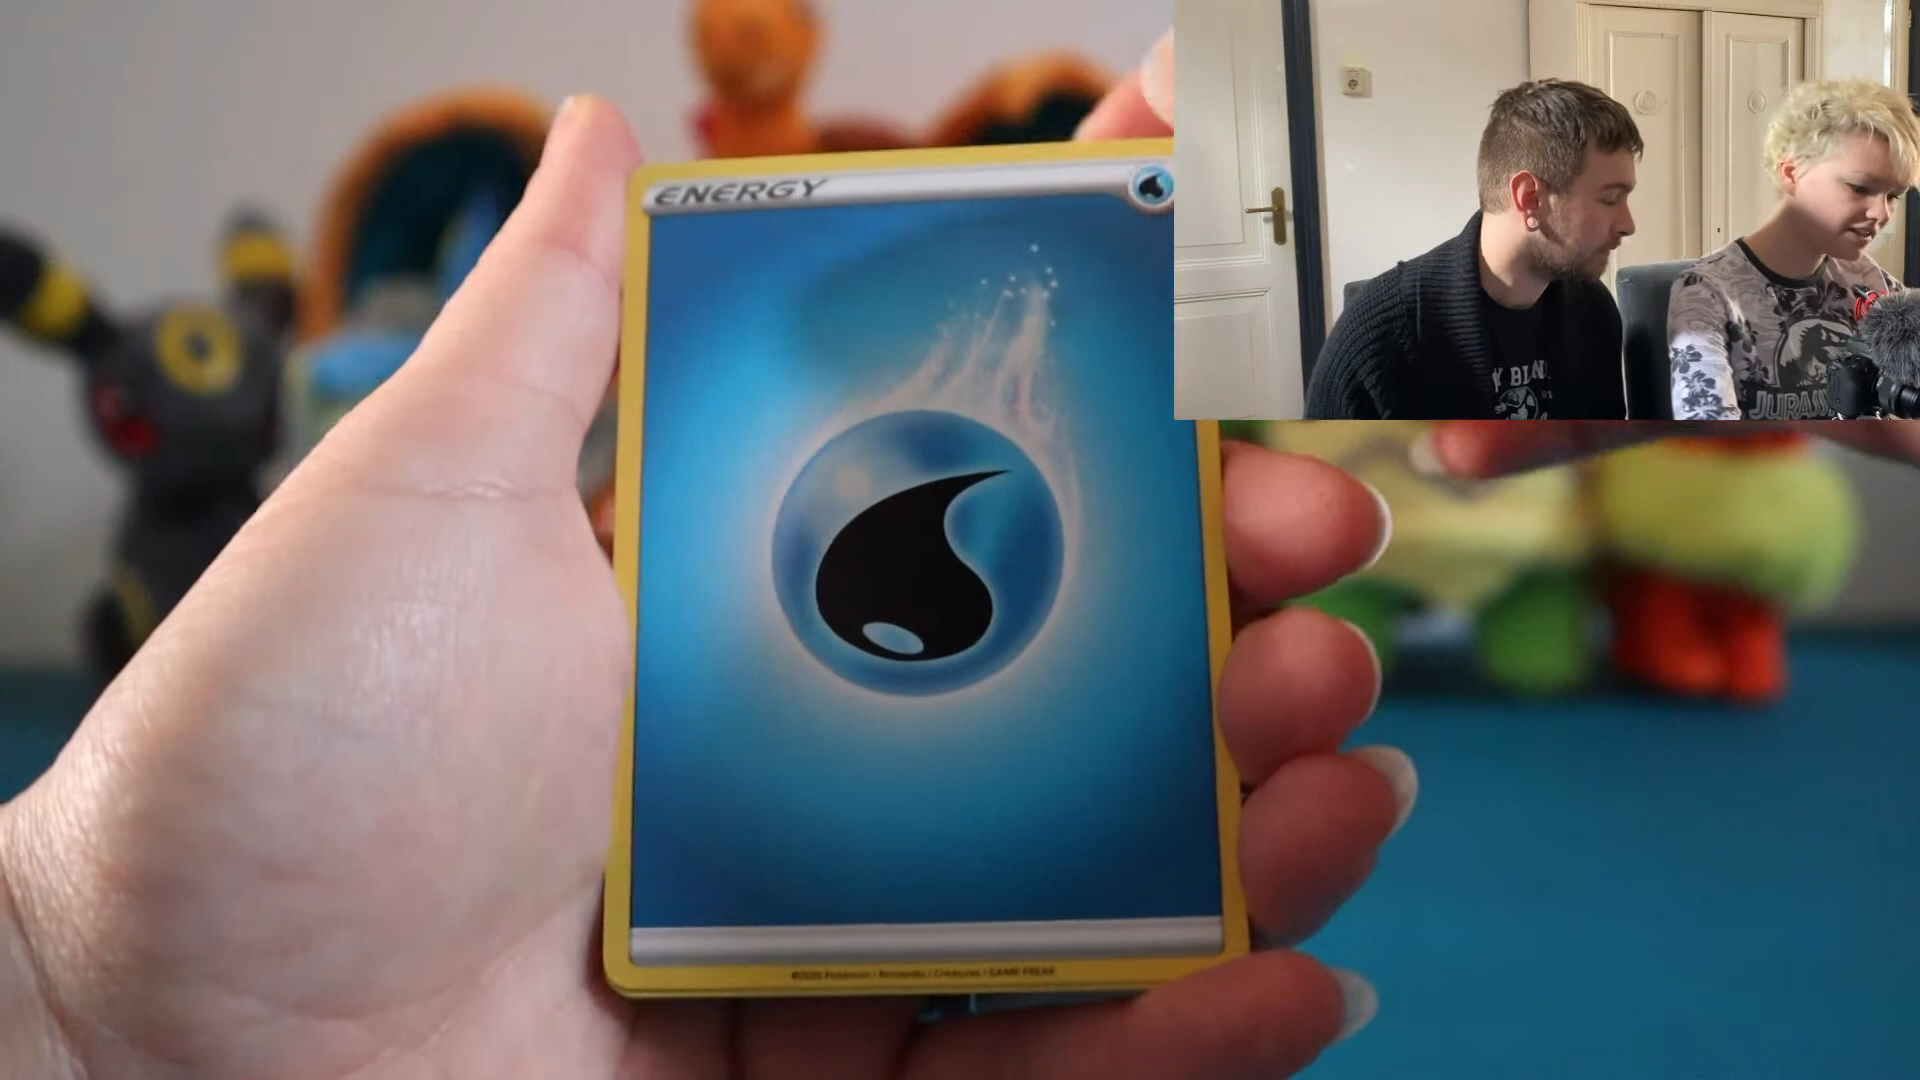 ENERGY
©2020 Pokémon / Nintendo / Creatures / GAME FREAK
JURASS